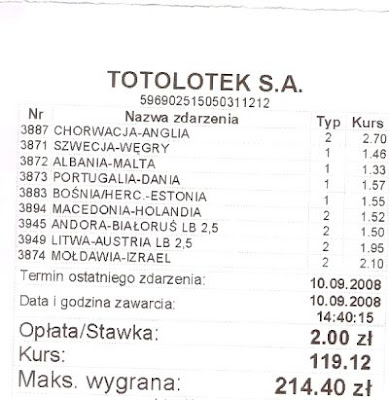 TOTOLOTEK S.A.
596902515050311212
Nr Nazwa zdarzenia Typ Kurs
3887 CHORWACJA-ANGLIA 2 2.70
3871 SZWECJA-WĘGRY 1 1.46
3872 ALBANIA-MALTA 1 1.33
3873 PORTUGALIA-DANIA 1 1.57
3883 BOŚNIA/HERC.-ESTONIA 1 1.55
3894 MACEDONIA-HOLANDIA 2 1.52
3945 ANDORA-BIAŁORUŚ LB 2,5 2 1.50
3949 LITWA-AUSTRIA LB 2,5 2 1.95
3874 MOŁDAWIA-IZRAEL 2 2.10
Termin ostatniego zdarzenia: 10.09.2008
Data i godzina zawarcia: 10.09.2008
14:40:15
Opłata/Stawka: 2.00 zł
Kurs: 119.12
Maks. wygrana: 214.40 zł